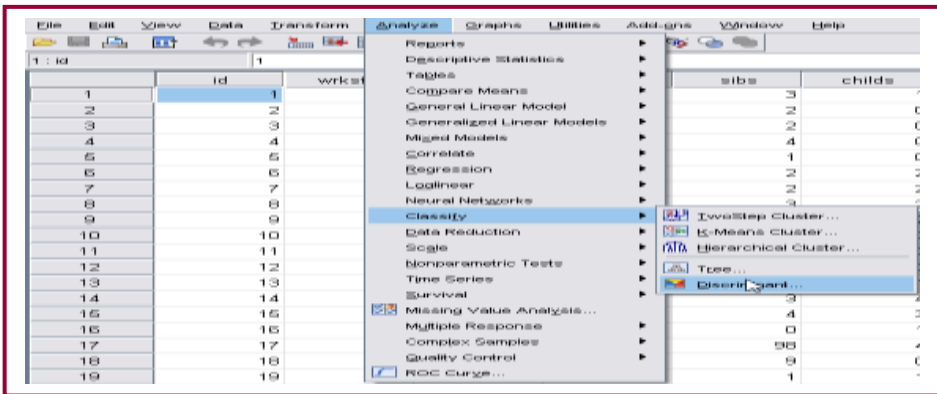 File Edit View Data Transform Analyze Graphs Utilities Add-ons Window Help
1 : id 1
id wrkst sibs childs
1 1 3
2 2 2
3 3 2
4 4 4
5 5 1
6 6 2
7 7 2
8 8
9 9
10 10
11 11
12 12
13 13
14 14 3
15 15 4
16 16 0
17 17 98
18 18 9
19 19 1
Reports
Descriptive Statistics
Tables
Compare Means
General Linear Model
Generalized Linear Models
Mixed Models
Correlate
Regression
Loglinear
Neural Networks
Classify
Data Reduction
Scale
Nonparametric Tests
Time Series
Survival
Missing Value Analysis...
Multiple Response
Complex Samples
Quality Control
ROC Curve...
TwoStep Cluster...
K-Means Cluster...
Hierarchical Cluster...
Tree...
Discriminant...